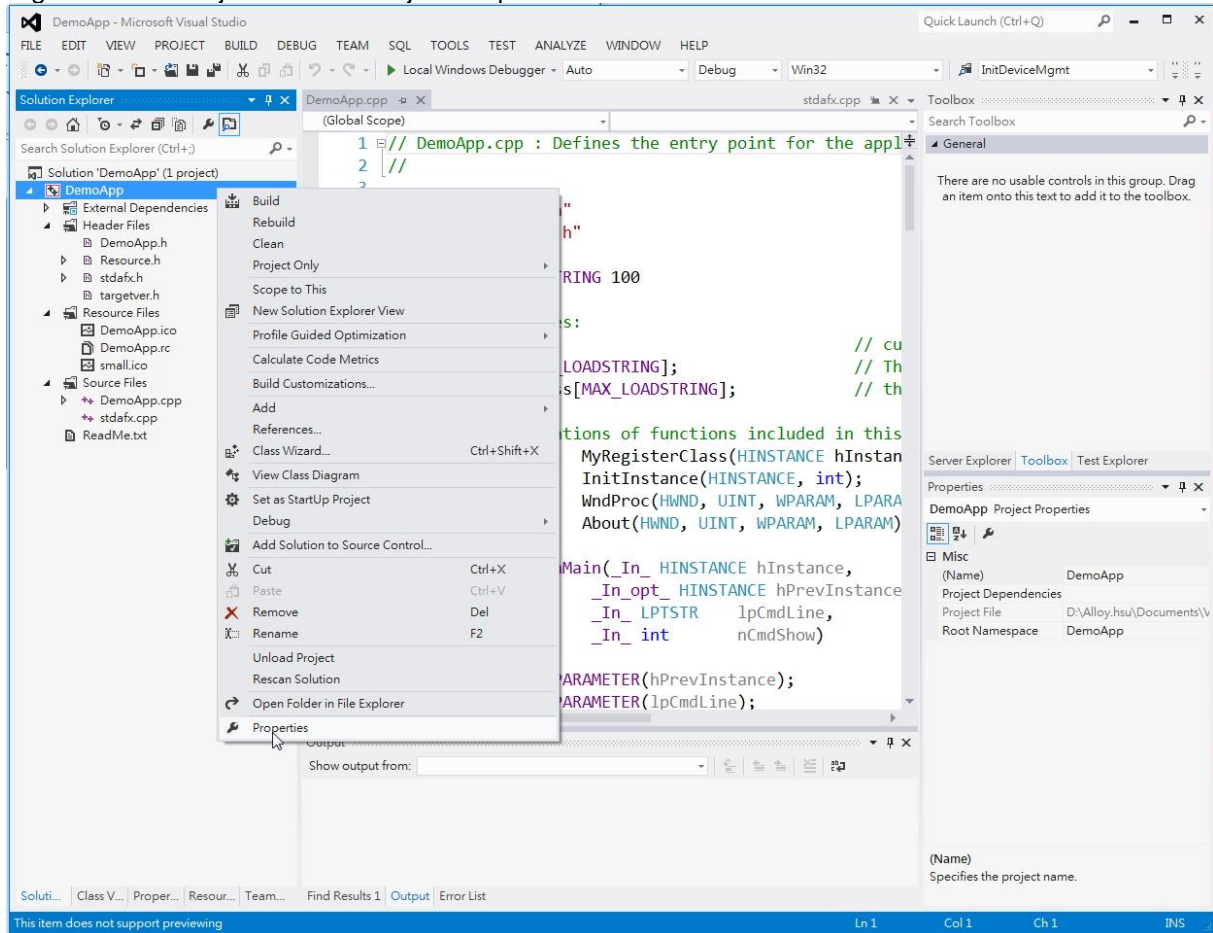 DemoApp - Microsoft Visual Studio
Quick Launch (Ctrl+Q)
FILE EDIT VIEW PROJECT BUILD DEBUG TEAM SQL TOOLS TEST ANALYZE WINDOW HELP
Local Windows Debugger Auto Debug Win32 InitDeviceMgmt
Solution Explorer
Search Solution Explorer (Ctrl+;)
Solution 'DemoApp' (1 project)
DemoApp
External Dependencies
Header Files
DemoApp.h
Resource.h
stdafx.h
targetver.h
Resource Files
DemoApp.ico
DemoApp.rc
small.ico
Source Files
DemoApp.cpp
stdafx.cpp
ReadMe.txt
Build
Rebuild
Clean
Project Only
Scope to This
New Solution Explorer View
Profile Guided Optimization
Calculate Code Metrics
Build Customizations...
Add
References...
Class Wizard... Ctrl+Shift+X
View Class Diagram
Set as StartUp Project
Debug
Add Solution to Source Control...
Cut Ctrl+X
Paste Ctrl+V
Remove Del
Rename F2
Unload Project
Rescan Solution
Open Folder in File Explorer
Properties
DemoApp.cpp stdafx.cpp
(Global Scope)
1 // DemoApp.cpp : Defines the entry point for the appl
2 //
3
"
h"
RING 100
es:
// cu
LOADSTRING]; // Th
s[MAX_LOADSTRING]; // th
tions of functions included in this
MyRegisterClass(HINSTANCE hInstan
InitInstance(HINSTANCE, int);
WndProc(HWND, UINT, WPARAM, LPARA
About(HWND, UINT, WPARAM, LPARAM)
Main(_In_ HINSTANCE hInstance,
_In_opt_ HINSTANCE hPrevInstance
_In_ LPTSTR lpCmdLine,
_In_ int nCmdShow)
PARAMETER(hPrevInstance);
PARAMETER(lpCmdLine);
Output
Show output from:
Toolbox
Search Toolbox
General
There are no usable controls in this group. Drag
an item onto this text to add it to the toolbox.
Server Explorer Toolbox Test Explorer
Properties
DemoApp Project Properties
Misc
(Name) DemoApp
Project Dependencies
Project File D:\Alloy.hsu\Documents\V
Root Namespace DemoApp
(Name)
Specifies the project name.
Soluti... Class V... Proper... Resour... Team...
Find Results 1 Output Error List
This item does not support previewing Ln 1 Col 1 Ch 1 INS